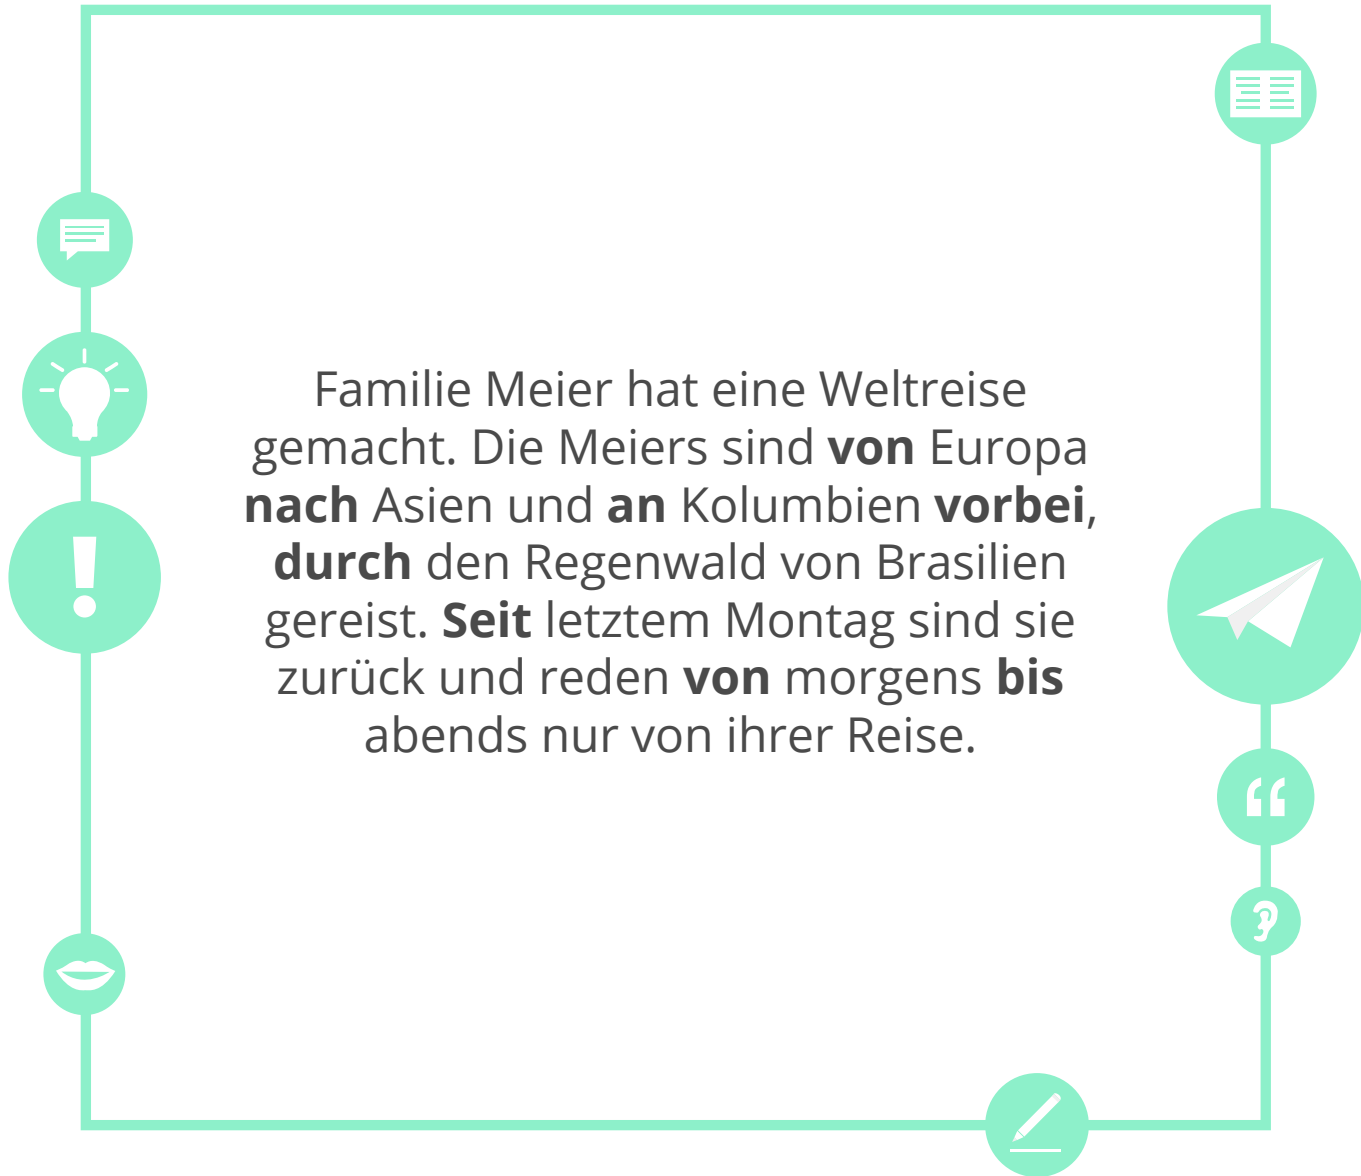 Familie Meier hat eine Weltreise
gemacht. Die Meiers sind von Europa
nach Asien und an Kolumbien vorbei,
durch den Regenwald von Brasilien
gereist. Seit letztem Montag sind sie
zurück und reden von morgens bis
abends nur von ihrer Reise.